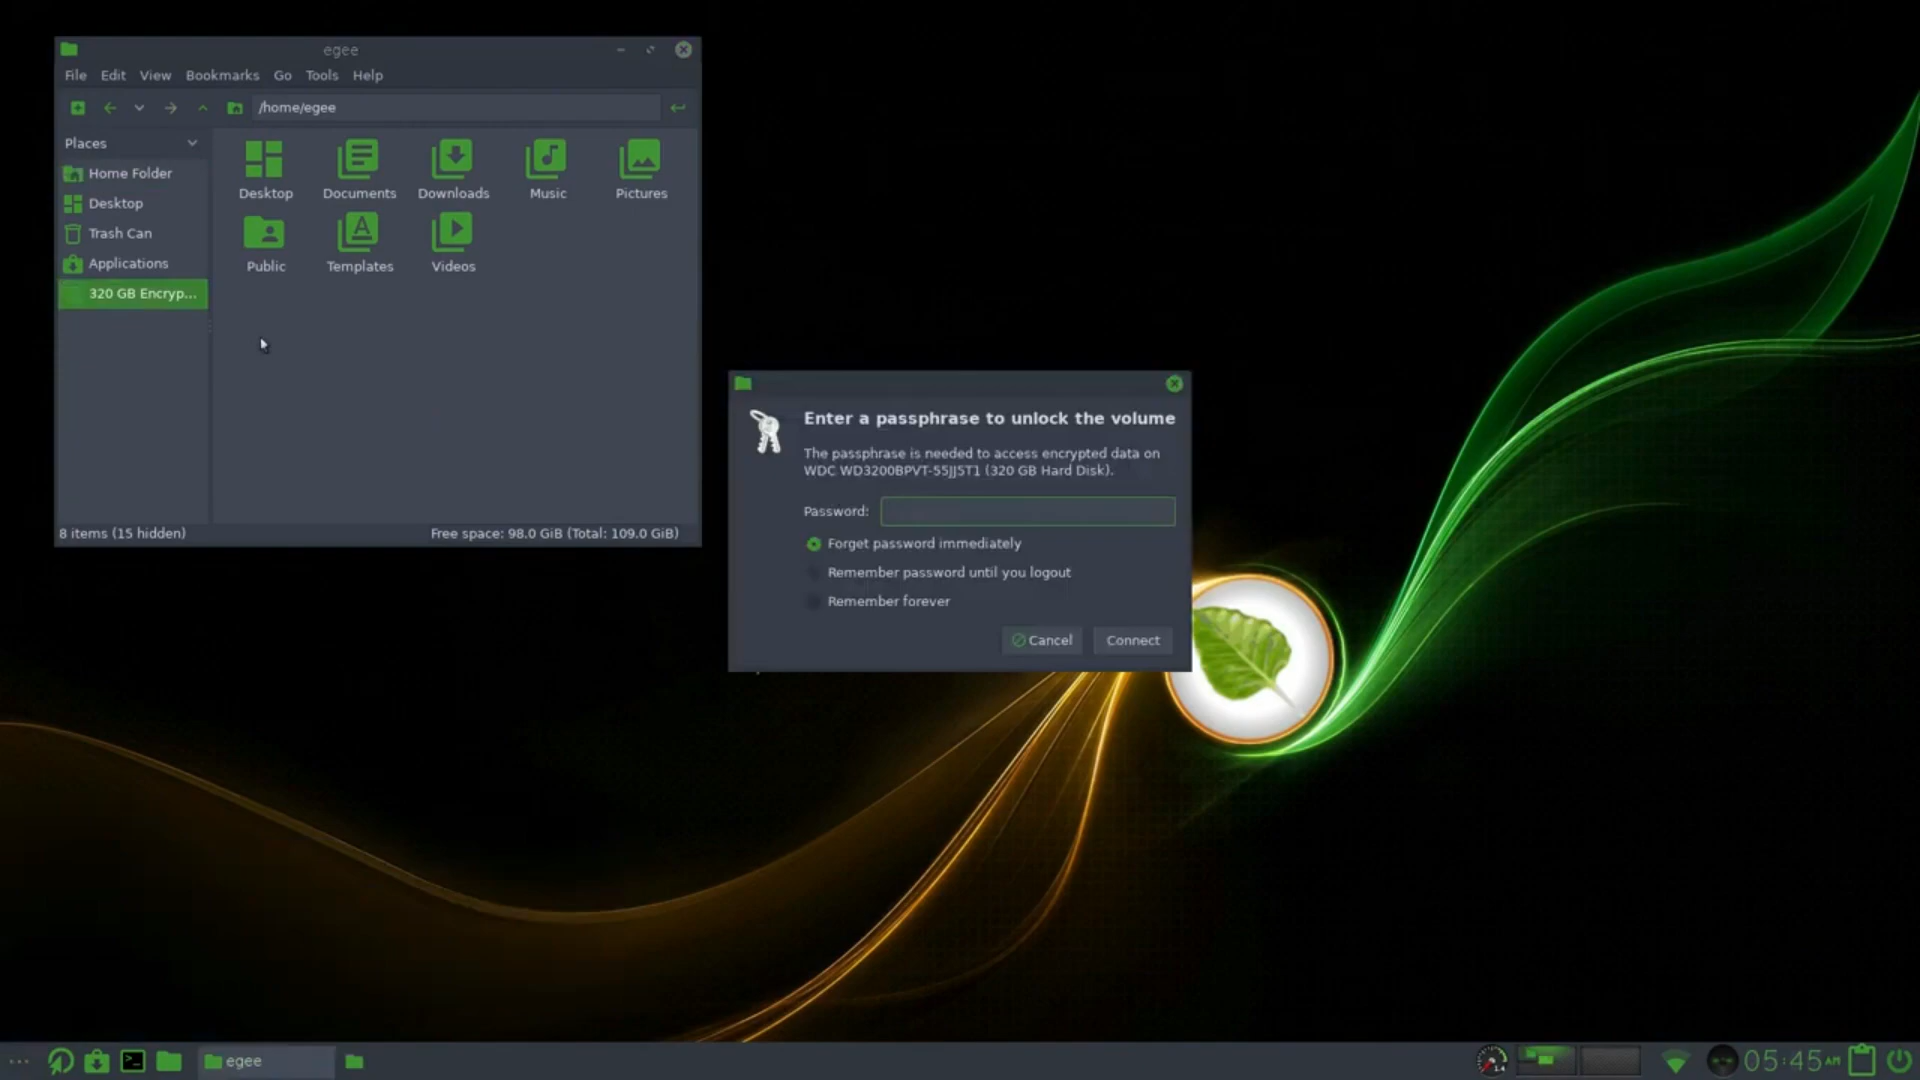 egee
File Edit View Bookmarks Go Tools Help
/home/egee
Places
Home Folder
Desktop
Trash Can
Applications
320 GB Encryp...
Desktop Documents Downloads Music Pictures
Public Templates Videos
8 items (15 hidden) Free space: 98.0 GiB (Total: 109.0 GiB)
Enter a passphrase to unlock the volume
The passphrase is needed to access encrypted data on
WDC WD3200BPVT-55JJ5T1 (320 GB Hard Disk).
Password:
Forget password immediately
Remember password until you logout
Remember forever
Cancel Connect
egee
1.4
05:45 AM